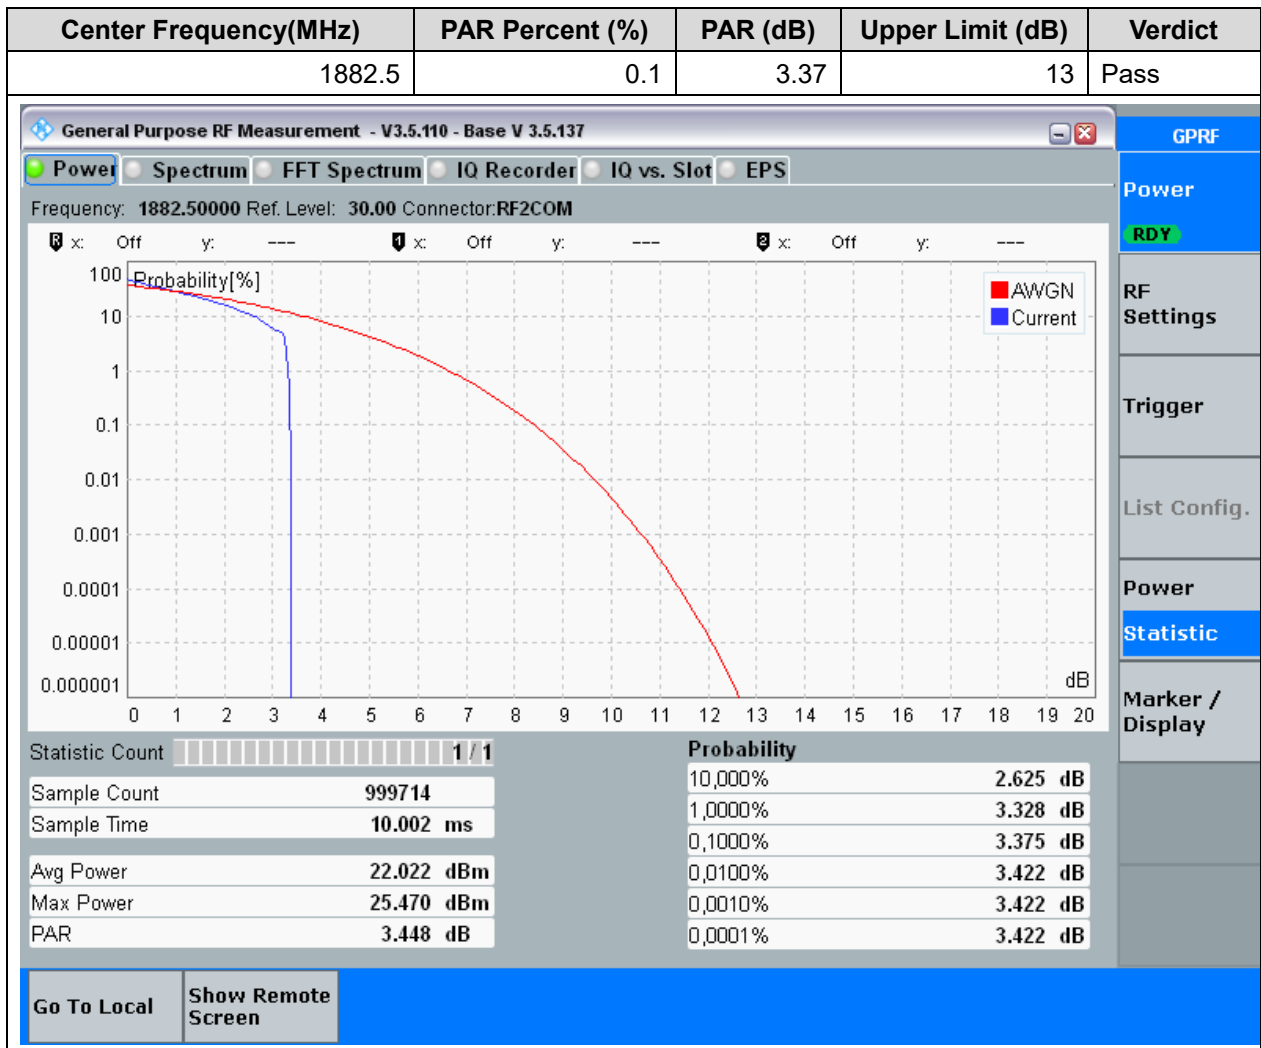 Center Frequency(MHz) PAR Percent (%) PAR (dB) Upper Limit (dB) Verdict
1882.5 0.1 3.37 13 Pass
General Purpose RF Measurement - V3.5.110 - Base V 3.5.137
GPRF
Power Spectrum FFT Spectrum IQ Recorder IQ vs. Slot EPS
Frequency: 1882.50000 Ref. Level: 30.00 Connector:RF2COM
R x: Off y: --- 1 x: Off y: --- 2 x: Off y: ---
Probability[%]
AWGN
Current
100
10
1
0.1
0.01
0.001
0.0001
0.00001
0.000001
dB
0 1 2 3 4 5 6 7 8 9 10 11 12 13 14 15 16 17 18 19 20
Statistic Count 1 / 1
Sample Count 999714
Sample Time 10.002 ms
Avg Power 22.022 dBm
Max Power 25.470 dBm
PAR 3.448 dB
Probability
10,000% 2.625 dB
1,0000% 3.328 dB
0,1000% 3.375 dB
0,0100% 3.422 dB
0,0010% 3.422 dB
0,0001% 3.422 dB
Power
RDY
RF
Settings
Trigger
List Config.
Power
Statistic
Marker /
Display
Go To Local
Show Remote
Screen